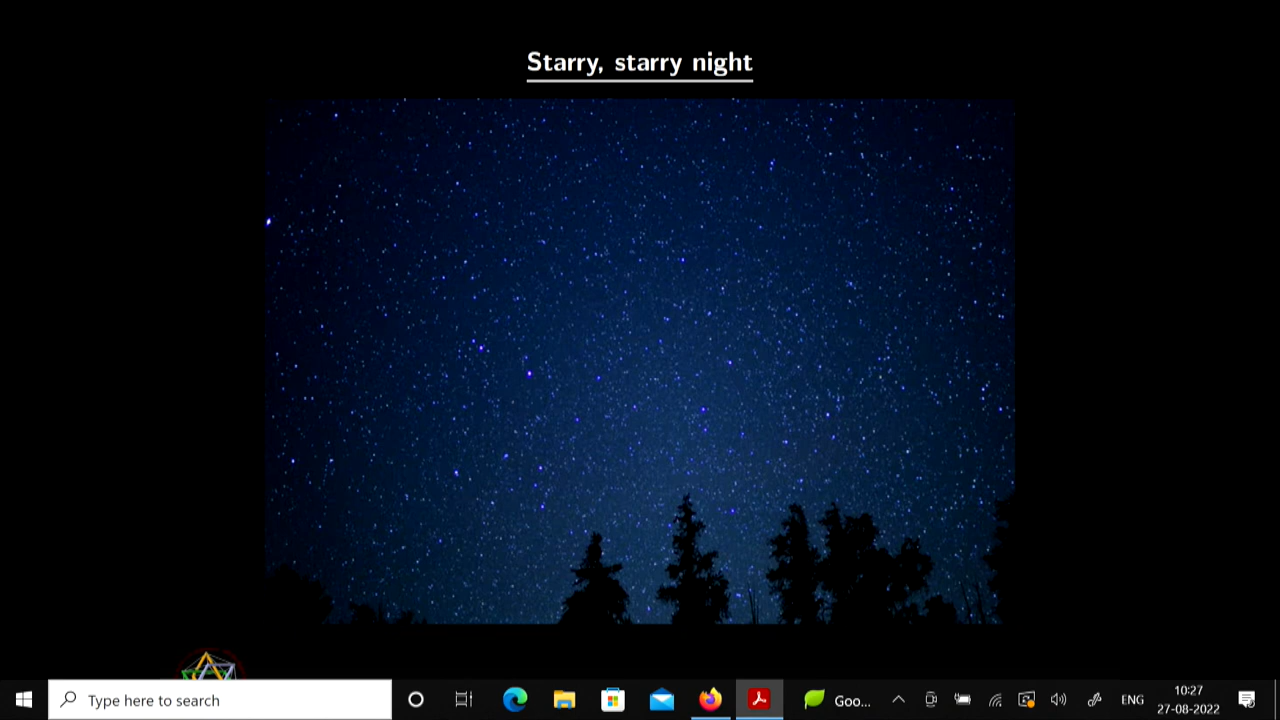 Starry, starry night
Type here to search
Goo...
ENG
10:27
27-08-2022